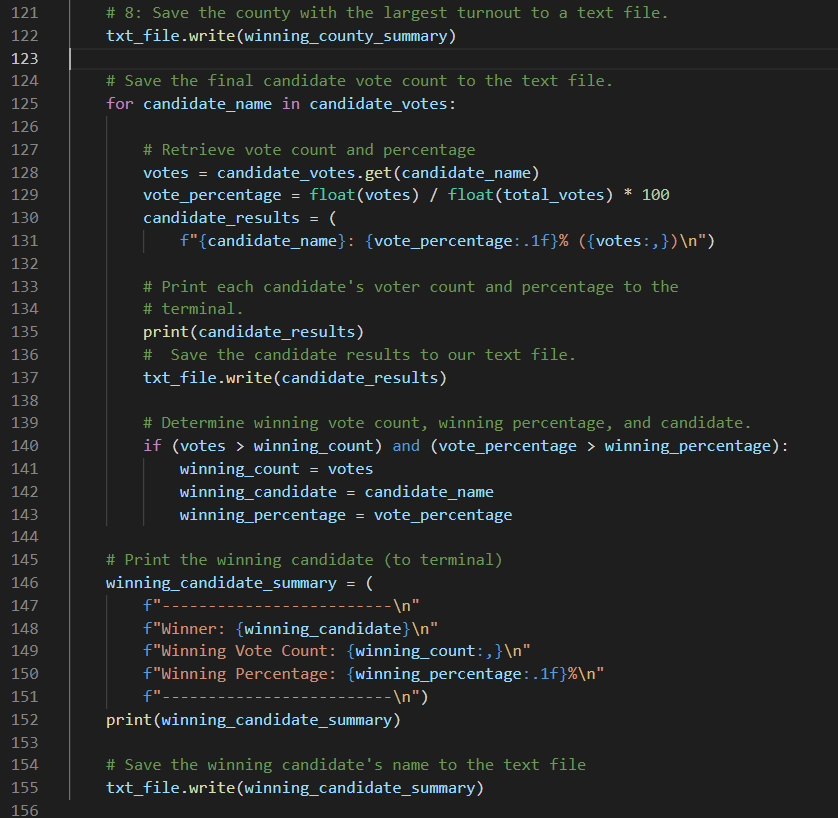 121 # 8: Save the county with the largest turnout to a text file.
122 txt_file.write(winning_county_summary)
123
124 # Save the final candidate vote count to the text file.
125 for candidate_name in candidate_votes:
126
127 # Retrieve vote count and percentage
128 votes = candidate_votes.get(candidate_name)
129 vote_percentage = float(votes) / float(total_votes) * 100
130 candidate_results = (
131 f"{candidate_name}: {vote_percentage:.1f}% ({votes:,})\n")
132
133 # Print each candidate's voter count and percentage to the
134 # terminal.
135 print(candidate_results)
136 #  Save the candidate results to our text file.
137 txt_file.write(candidate_results)
138
139 # Determine winning vote count, winning percentage, and candidate.
140 if (votes > winning_count) and (vote_percentage > winning_percentage):
141 winning_count = votes
142 winning_candidate = candidate_name
143 winning_percentage = vote_percentage
144
145 # Print the winning candidate (to terminal)
146 winning_candidate_summary = (
147 f"-------------------------\n"
148 f"Winner: {winning_candidate}\n"
149 f"Winning Vote Count: {winning_count:,}\n"
150 f"Winning Percentage: {winning_percentage:.1f}%\n"
151 f"-------------------------\n")
152 print(winning_candidate_summary)
153
154 # Save the winning candidate's name to the text file
155 txt_file.write(winning_candidate_summary)
156